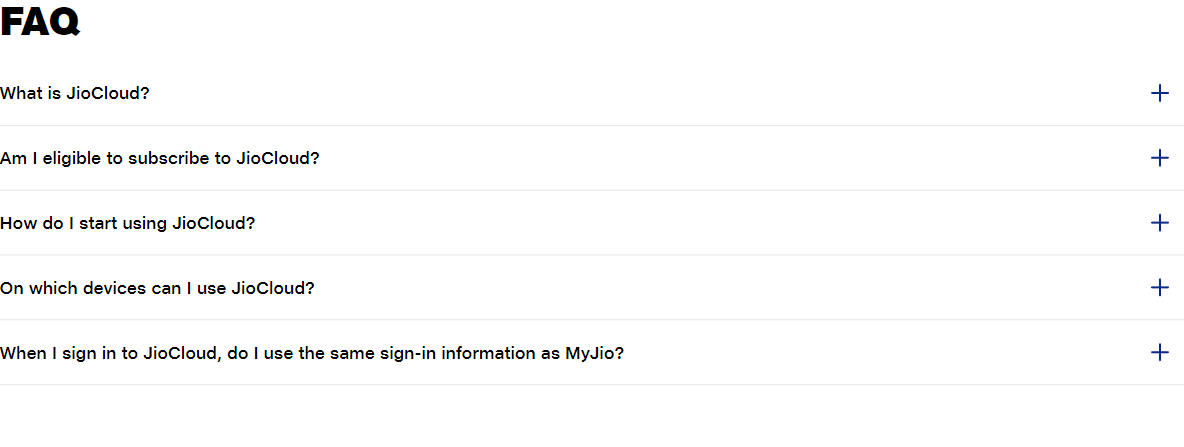 FAQ
What is JioCloud?
Am I eligible to subscribe to JioCloud?
How do I start using JioCloud?
On which devices can I use JioCloud?
When I sign in to JioCloud, do I use the same sign-in information as MyJio?